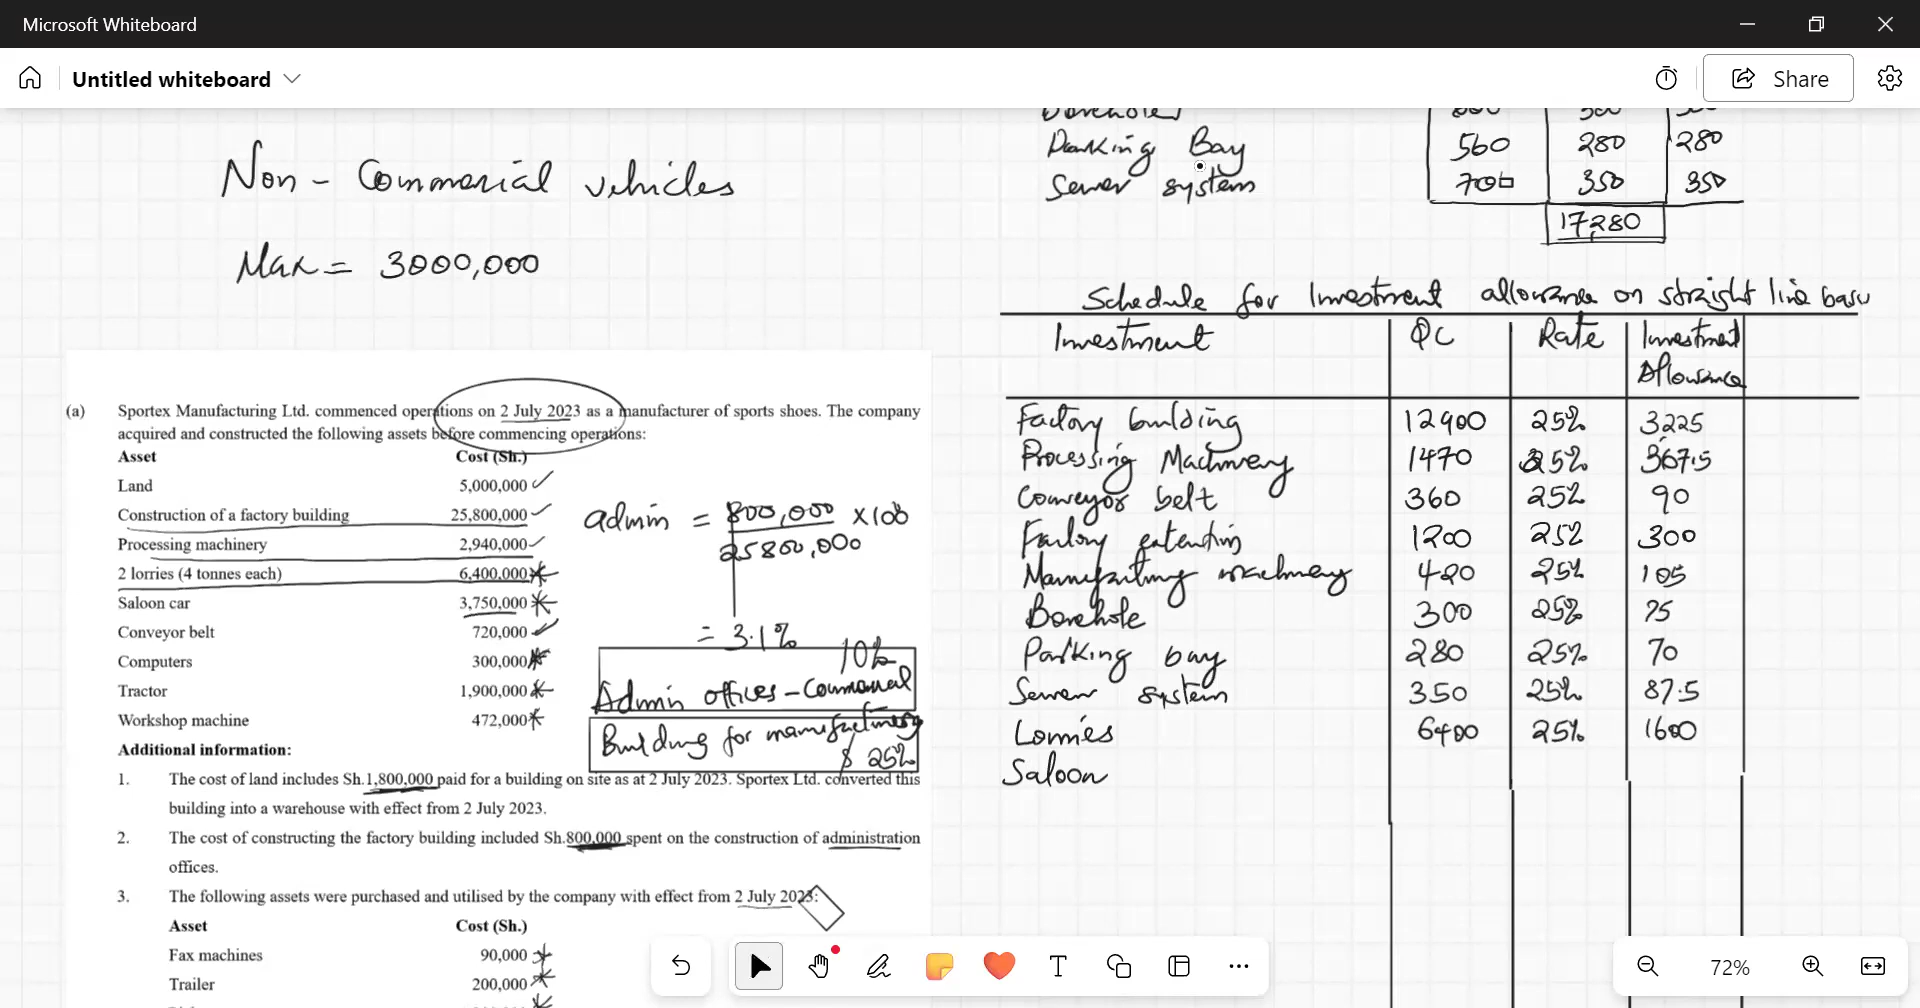 Microsoft Whiteboard
Untitled whiteboard
Share
Non - Commercial vehicles
Max = 3000,000
Parking Bay 560 280 280
Sewer system 700 350 350
17,280
Schedule for Investment allowance on straight line basis
Investment QC Rate Investment Allowance
Factory building 12900 25% 3225
Processing Machinery 1470 25% 367.5
Conveyor belt 360 25% 90
Factory extention 1200 25% 300
Manufacturing machinery 420 25% 105
Borehole 300 25% 75
Parking bay 280 25% 70
Sewer system 350 25% 87.5
Lorries 6400 25% 1600
Saloon
(a) Sportex Manufacturing Ltd. commenced operations on 2 July 2023 as a manufacturer of sports shoes. The company
acquired and constructed the following assets before commencing operations:
Asset Cost (Sh.)
Land 5,000,000
Construction of a factory building 25,800,000
Processing machinery 2,940,000
2 lorries (4 tonnes each) 6,400,000
Saloon car 3,750,000
Conveyor belt 720,000
Computers 300,000
Tractor 1,900,000
Workshop machine 472,000
admin = 800,000 x 100
25800,000
= 3.1%
10%
Admin offices - Commercial
Building for manufacturing
25%
Additional information:
1. The cost of land includes Sh.1,800,000 paid for a building on site as at 2 July 2023. Sportex Ltd. converted this
building into a warehouse with effect from 2 July 2023.
2. The cost of constructing the factory building included Sh.800,000 spent on the construction of administration
offices.
3. The following assets were purchased and utilised by the company with effect from 2 July 2023:
Asset Cost (Sh.)
Fax machines 90,000
Trailer 200,000
72%